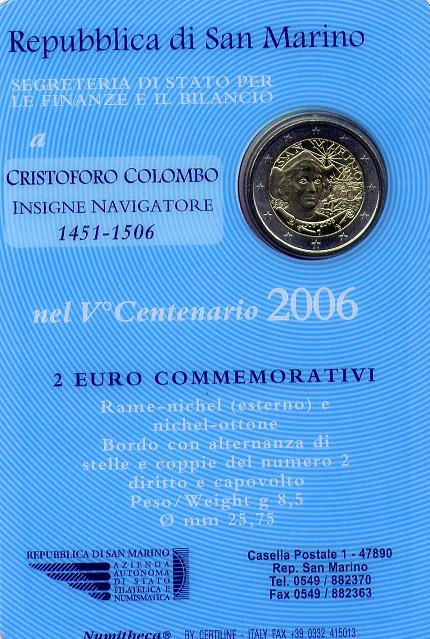 Repubblica di San Marino
SEGRETERIA DI STATO PER
LE FINANZE E IL BILANCIO
a
CRISTOFORO COLOMBO
INSIGNE NAVIGATORE
1451-1506
SAN MARINO
nel V°Centenario 2006
2 EURO COMMEMORATIVI
Rame-nichel (esterno) e
nichel-ottone
Bordo con alternanza di
stelle e coppie del numero 2
diritto e capovolto
Peso/Weight g 8,5
Ø mm 25,75
REPUBBLICA DI SAN MARINO
AZIENDA
AUTONOMA
DI STATO
FILATELICA E
NUMISMATICA
Casella Postale 1 - 47890
Rep. San Marino
Tel. 0549 / 882370
Fax 0549 / 882363
Numitheca® BY CERTILINE - ITALY FAX +39 0332 415013